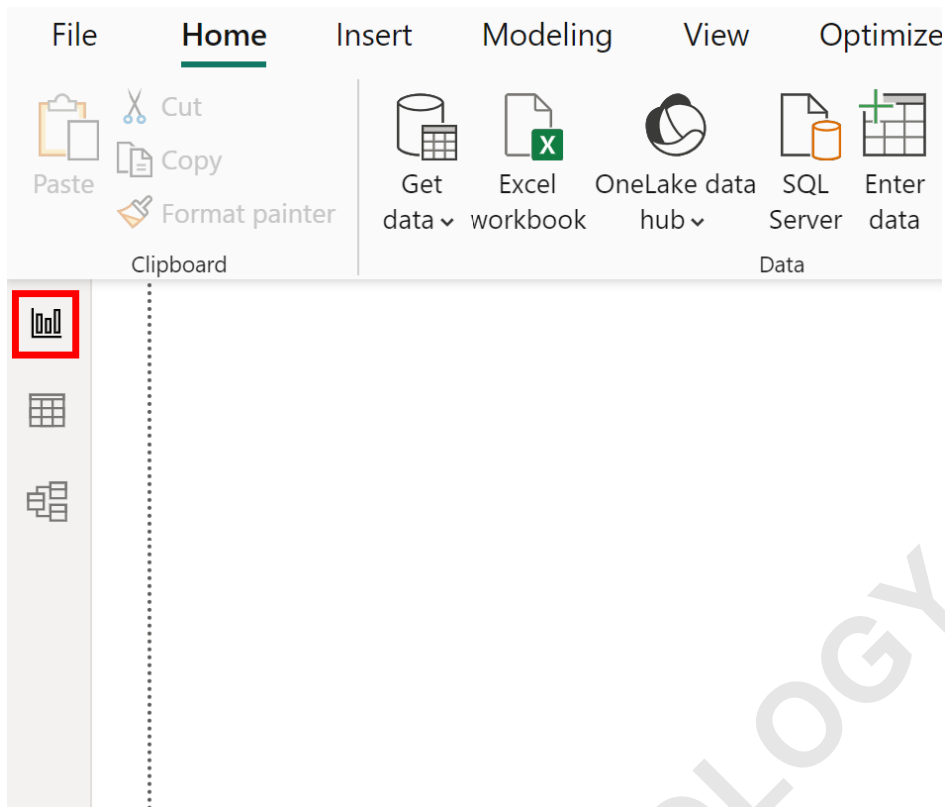 File Home Insert Modeling View Optimize
Cut
Copy
Paste
Format painter
Clipboard
Get data
Excel workbook
OneLake data hub
SQL Server
Enter data
Data
OLOGY